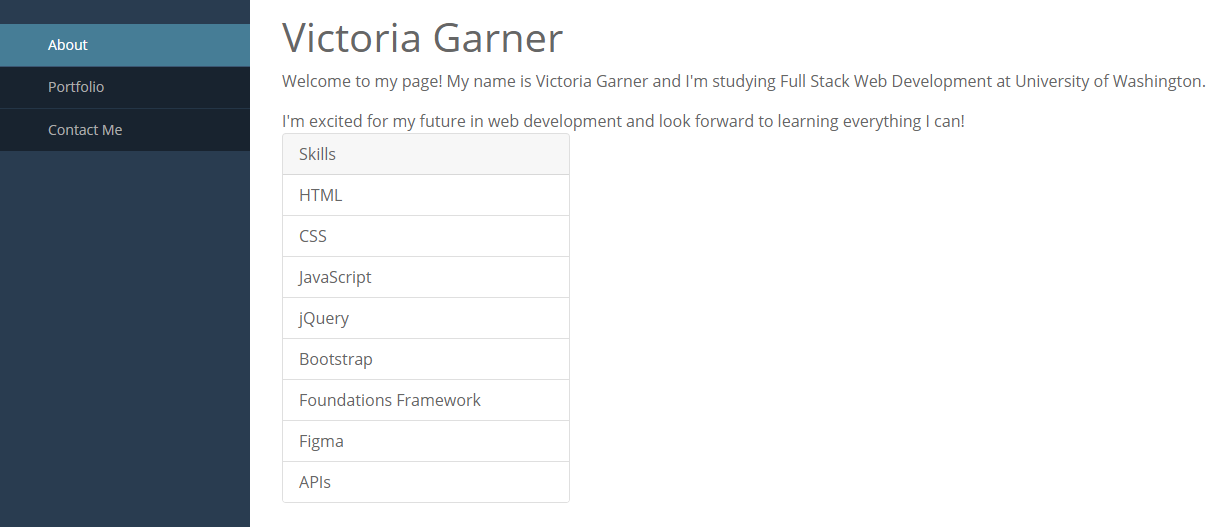 About
Portfolio
Contact Me
Victoria Garner
Welcome to my page! My name is Victoria Garner and I'm studying Full Stack Web Development at University of Washington.
I'm excited for my future in web development and look forward to learning everything I can!
Skills
HTML
CSS
JavaScript
jQuery
Bootstrap
Foundations Framework
Figma
APIs